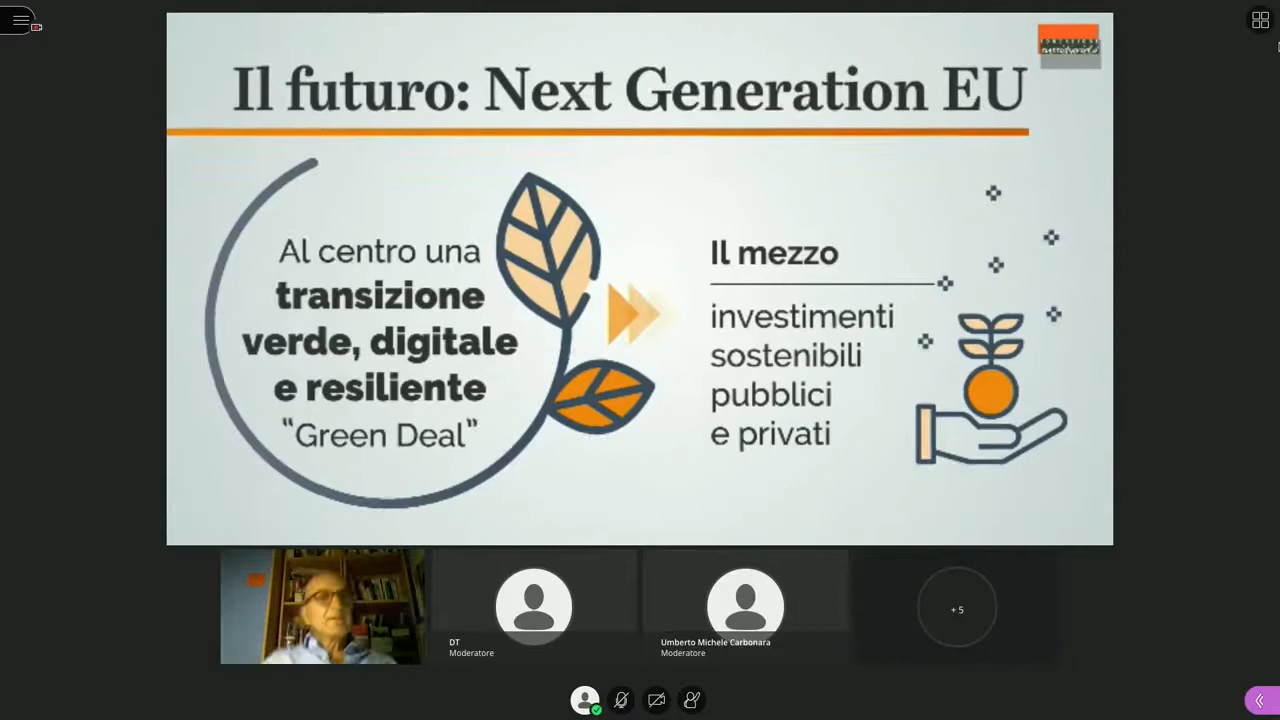 Il futuro: Next Generation EU
Al centro una
transizione
verde, digitale
e resiliente
“Green Deal”
Il mezzo
investimenti
sostenibili
pubblici
e privati
DT
Moderatore
Umberto Michele Carbonara
Moderatore
+ 5